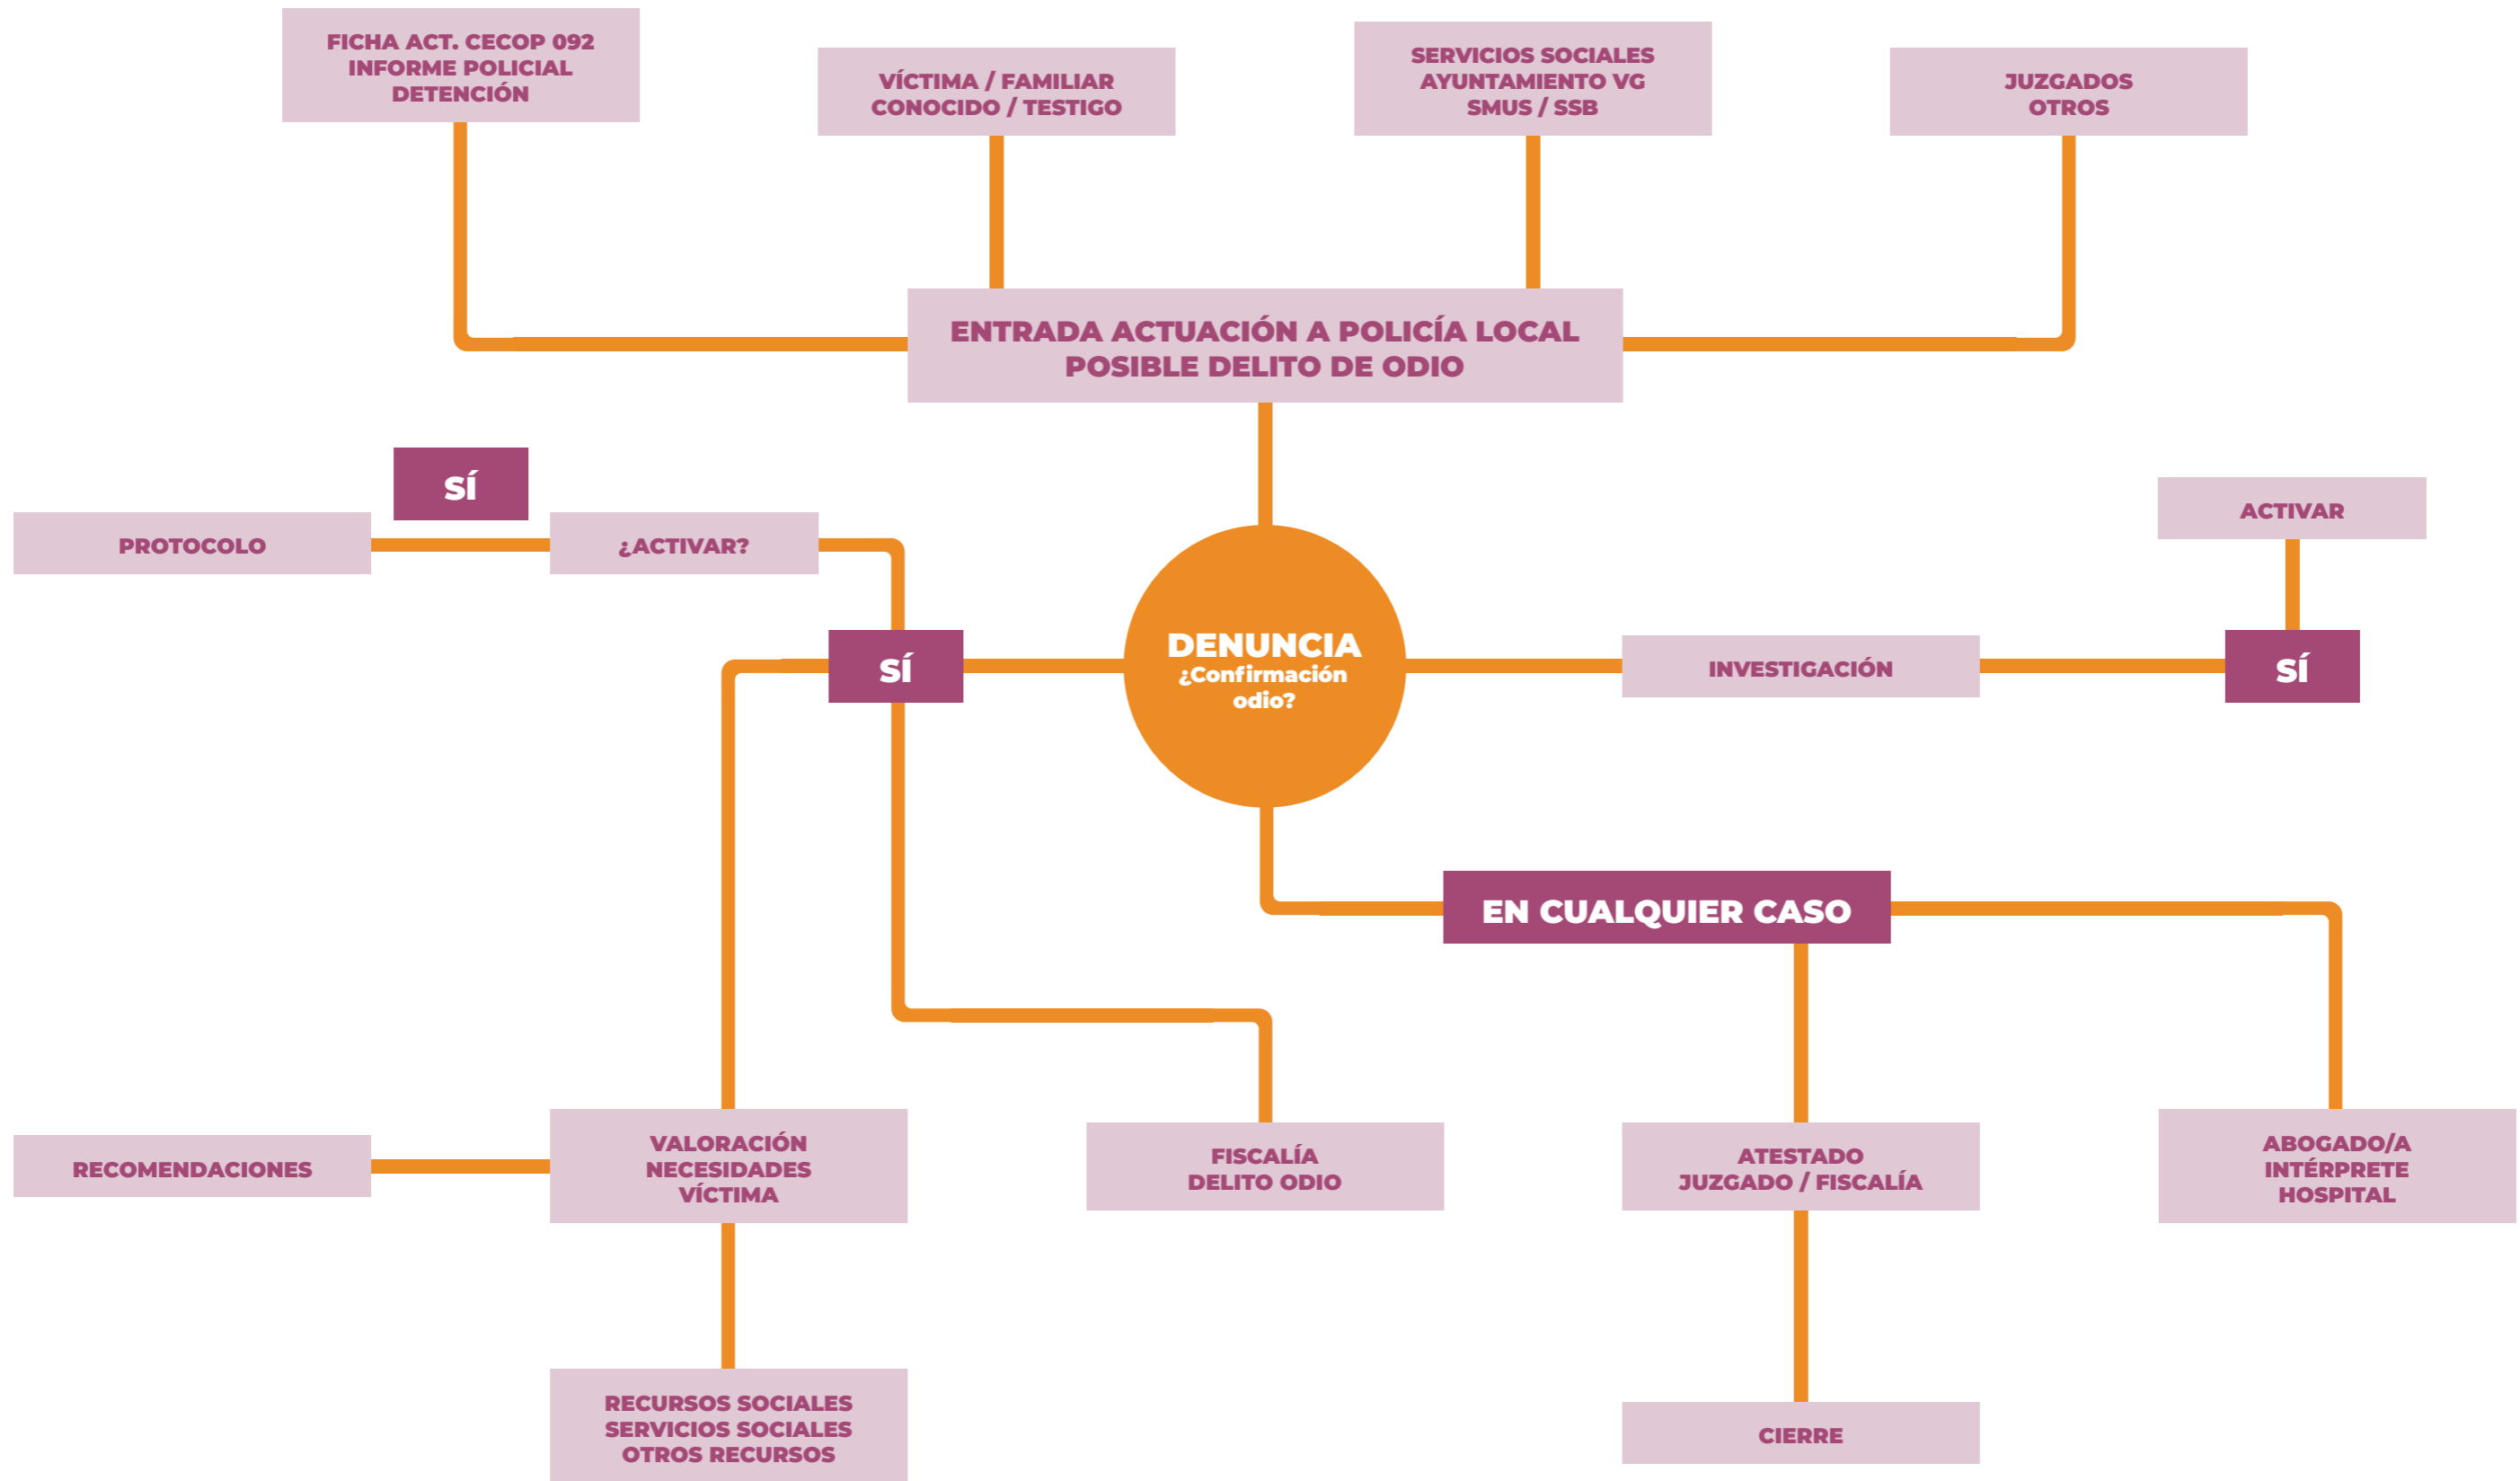 FICHA ACT. CECOP 092
INFORME POLICIAL
DETENCIÓN
VÍCTIMA / FAMILIAR
CONOCIDO / TESTIGO
SERVICIOS SOCIALES
AYUNTAMIENTO VG
SMUS / SSB
JUZGADOS
OTROS
ENTRADA ACTUACIÓN A POLICÍA LOCAL
POSIBLE DELITO DE ODIO
SÍ
PROTOCOLO
¿ACTIVAR?
ACTIVAR
SÍ
DENUNCIA
¿Confirmación
odio?
INVESTIGACIÓN
SÍ
EN CUALQUIER CASO
RECOMENDACIONES
VALORACIÓN
NECESIDADES
VÍCTIMA
FISCALÍA
DELITO ODIO
ATESTADO
JUZGADO / FISCALÍA
ABOGADO/A
INTÉRPRETE
HOSPITAL
RECURSOS SOCIALES
SERVICIOS SOCIALES
OTROS RECURSOS
CIERRE